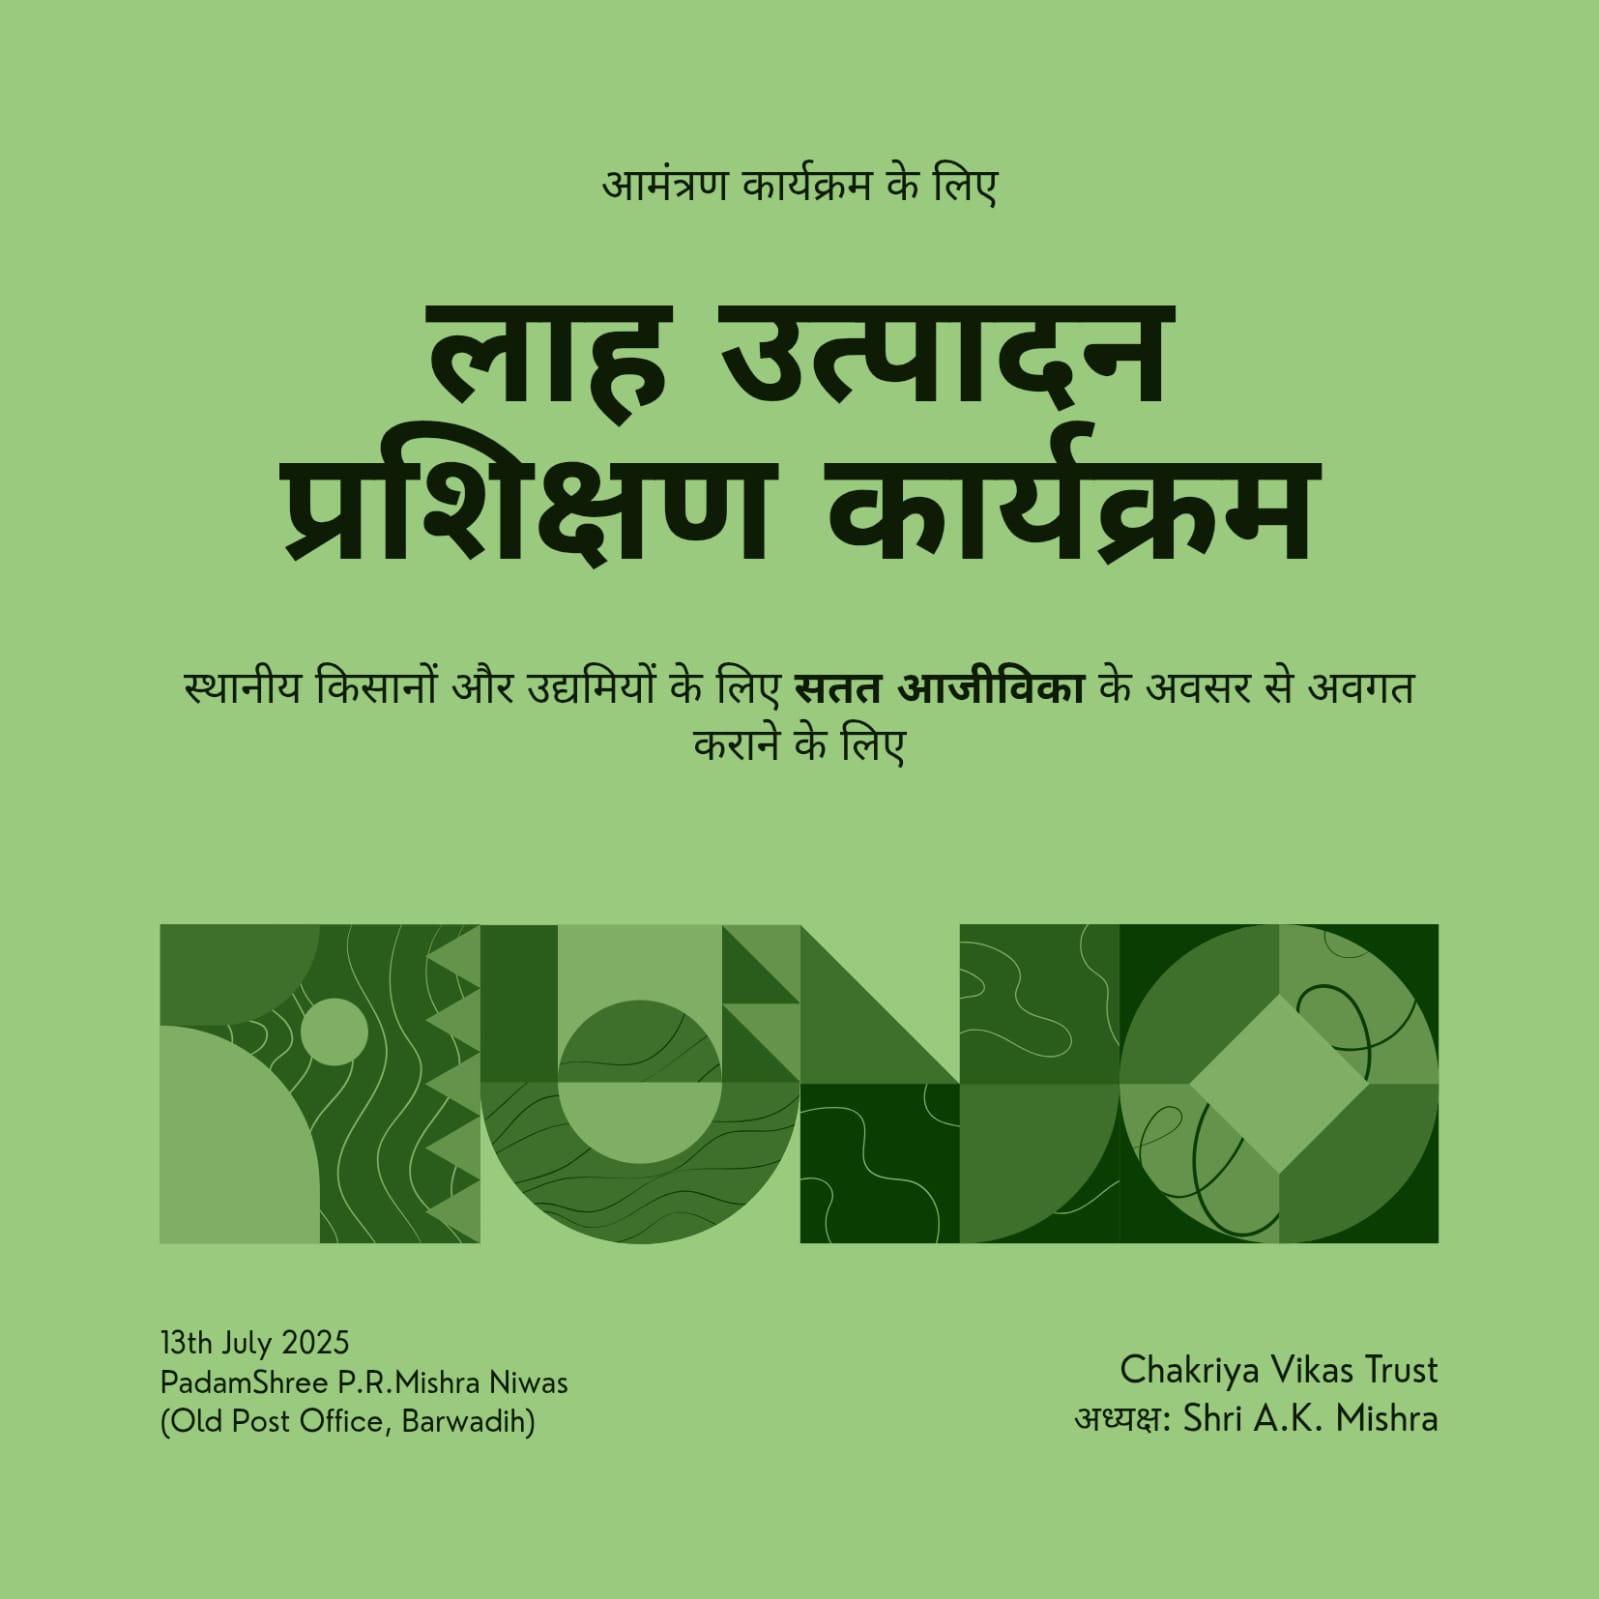 आमंत्रण कार्यक्रम के लिए
लाह उत्पादन
प्रशिक्षण कार्यक्रम
स्थानीय किसानों और उद्यमियों के लिए सतत आजीविका के अवसर से अवगत
कराने के लिए
13th July 2025
PadamShree P.R.Mishra Niwas
(Old Post Office, Barwadih)
Chakriya Vikas Trust
अध्यक्ष: Shri A.K. Mishra